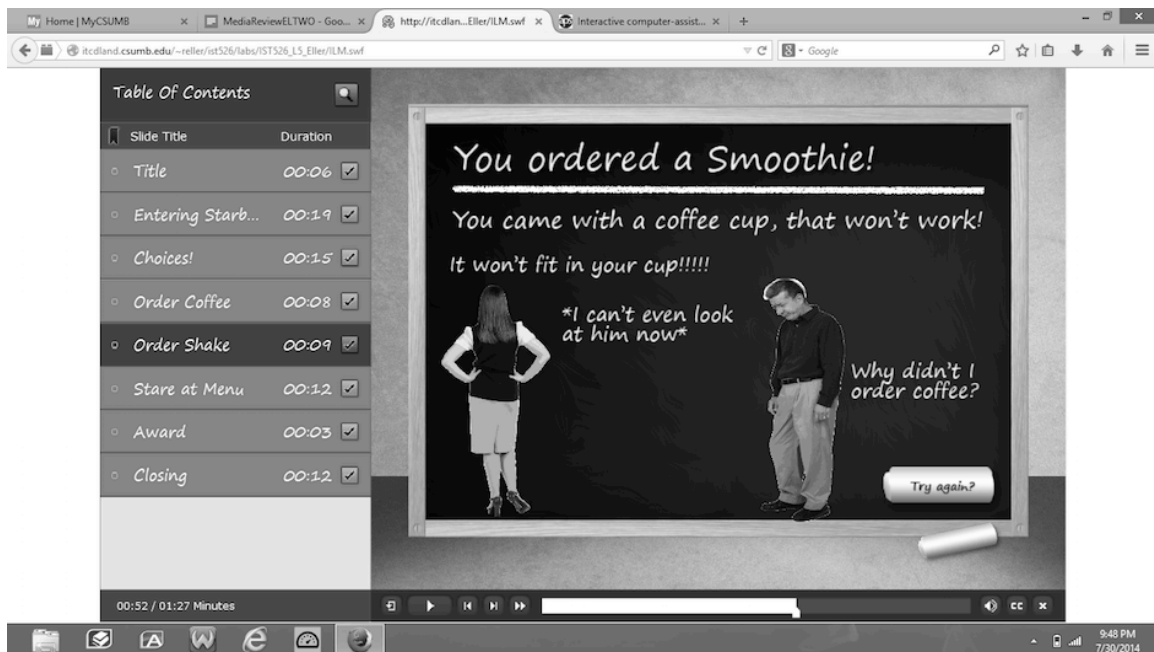 My Home | MyCSUMB
MediaReviewELTWO - Goo...
http://itcdlan...Eller/ILM.swf
Interactive computer-assist...
itcdland.csumb.edu/~reller/ist526/labs/IST526_L5_Eller/ILM.swf
Google
Table Of Contents
Slide Title Duration
Title 00:06
Entering Starb... 00:19
Choices! 00:15
Order Coffee 00:08
Order Shake 00:09
Stare at Menu 00:12
Award 00:03
Closing 00:12
You ordered a Smoothie!
You came with a coffee cup, that won't work!
It won't fit in your cup!!!!!
*I can't even look
at him now*
Why didn't I
order coffee?
Try again?
00:52 / 01:27 Minutes
CC
9:48 PM
7/30/2014